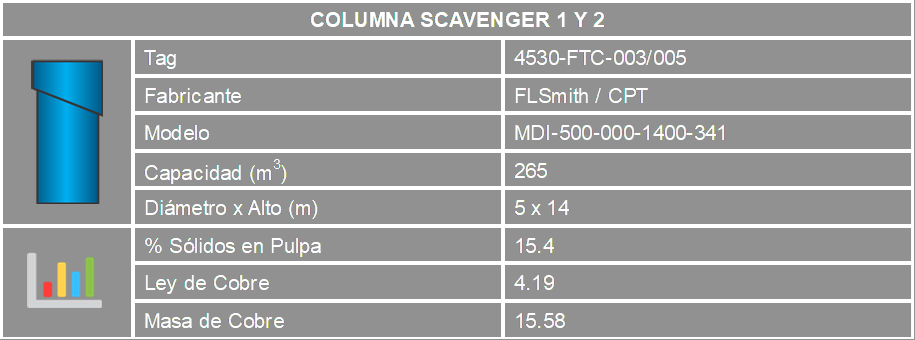 COLUMNA SCAVENGER 1 Y 2
Tag 4530-FTC-003/005
Fabricante FLSmith / CPT
Modelo MDI-500-000-1400-341
Capacidad (m³) 265
Diámetro x Alto (m) 5 x 14
% Sólidos en Pulpa 15.4
Ley de Cobre 4.19
Masa de Cobre 15.58